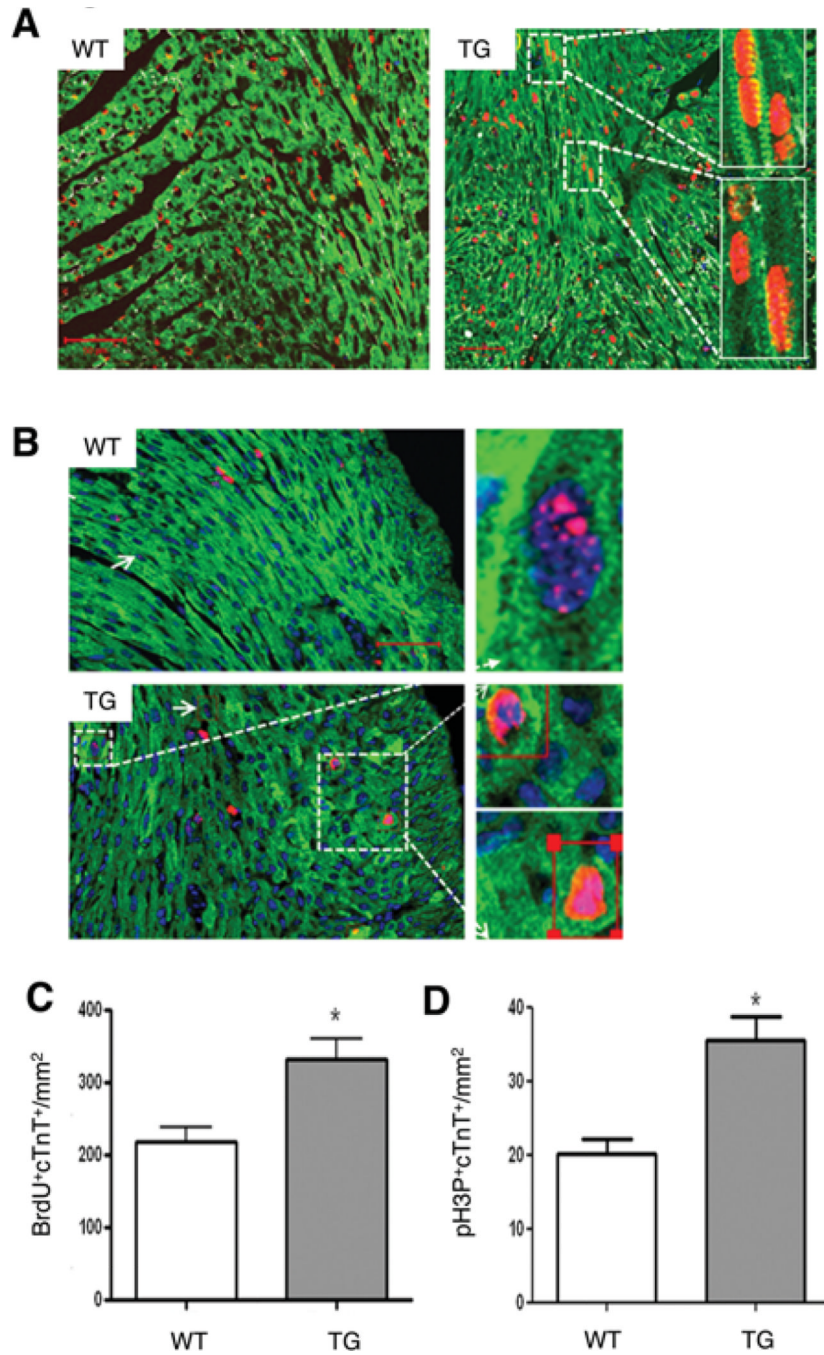 A
WT
TG
B
WT
TG
C
BrdU⁺cTnT⁺/mm²
400
300
200
100
0
*
WT
TG
D
pH3P⁺cTnT⁺/mm²
40
30
20
10
0
*
WT
TG